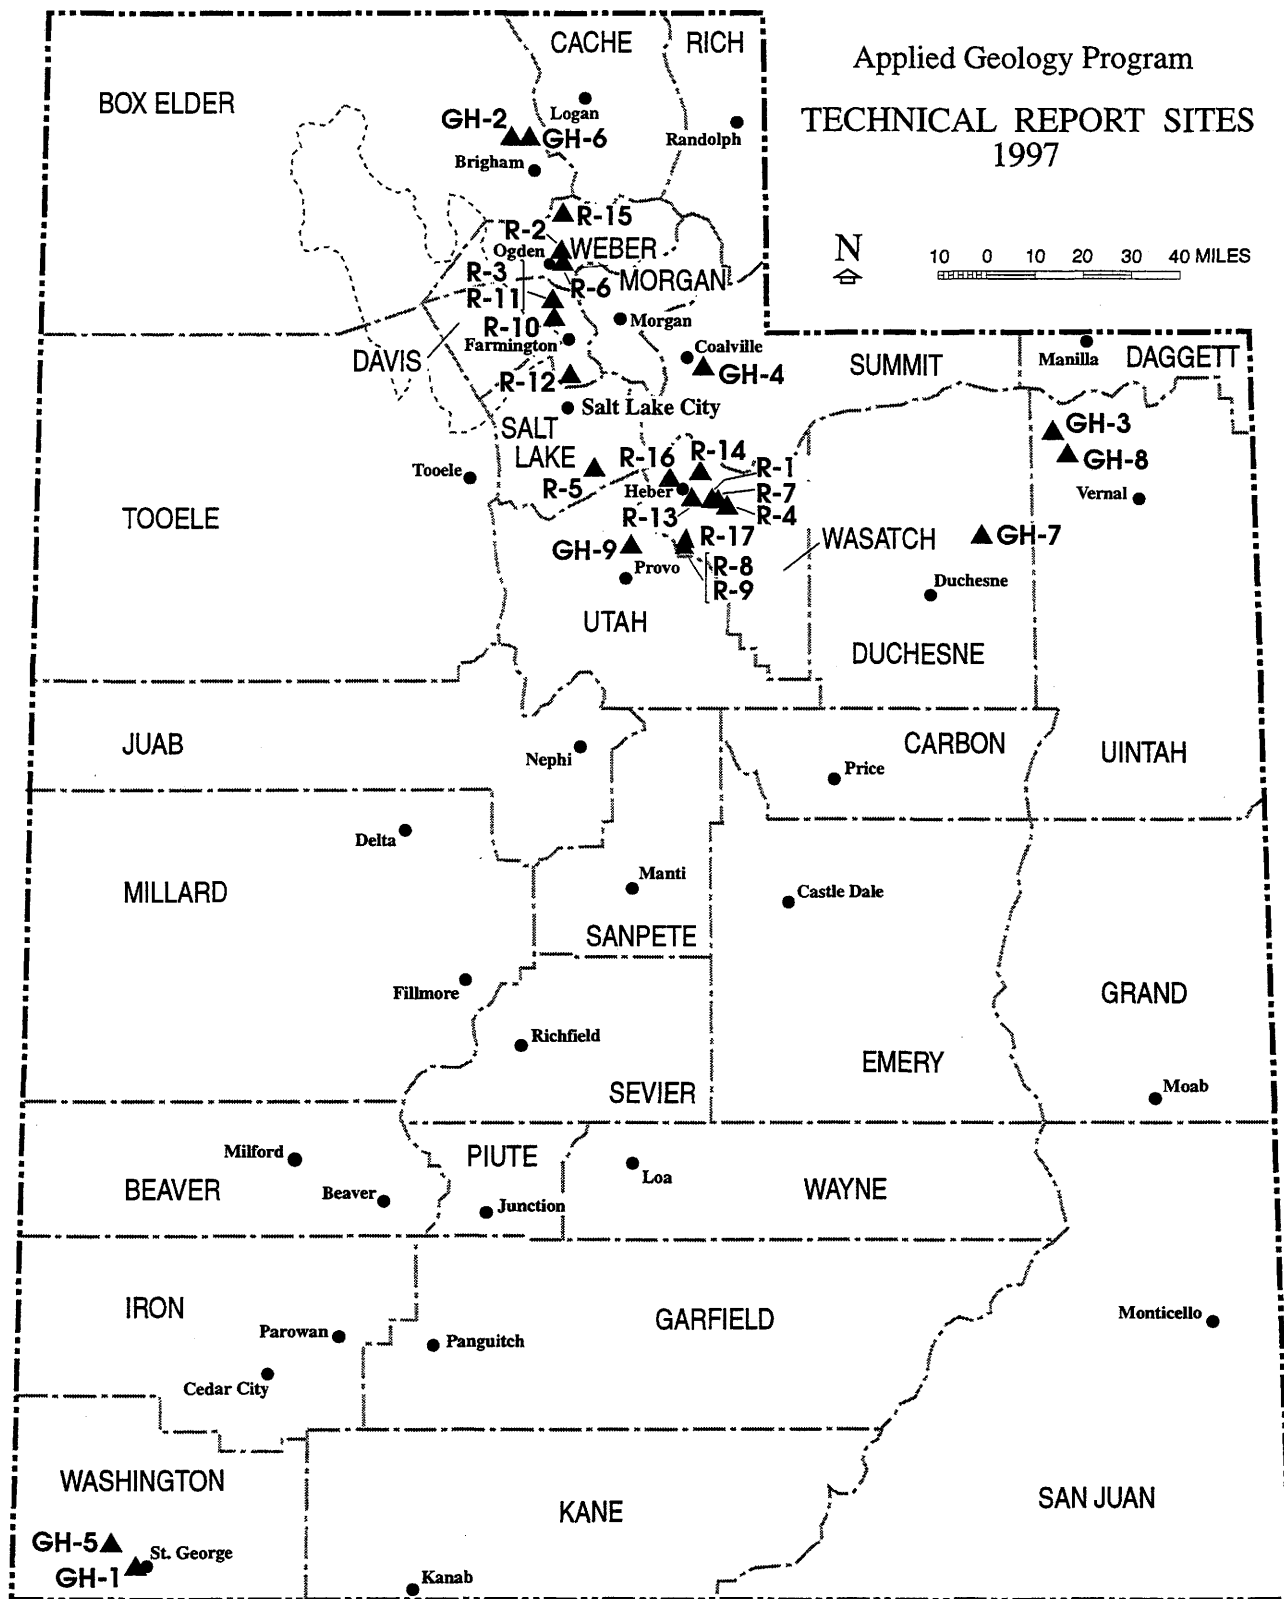 Applied Geology Program
TECHNICAL REPORT SITES
1997
N
10 0 10 20 30 40 MILES
CACHE
RICH
BOX ELDER
Logan
GH-2
GH-6
Randolph
Brigham
R-15
R-2
Ogden
WEBER
R-3
MORGAN
R-6
R-11
R-10
Morgan
Farmington
DAVIS
Coalville
SUMMIT
Manilla
DAGGETT
R-12
GH-4
Salt Lake City
SALT
LAKE
GH-3
GH-8
Tooele
R-16
R-14
R-1
R-5
Heber
R-7
Vernal
R-13
R-4
TOOELE
GH-9
R-17
WASATCH
GH-7
Provo
R-8
R-9
Duchesne
UTAH
DUCHESNE
JUAB
Nephi
CARBON
Price
UINTAH
Delta
MILLARD
Manti
Castle Dale
SANPETE
Fillmore
GRAND
Richfield
EMERY
SEVIER
Moab
Milford
PIUTE
Loa
BEAVER
Beaver
Junction
WAYNE
IRON
GARFIELD
Monticello
Parowan
Panguitch
Cedar City
WASHINGTON
KANE
SAN JUAN
GH-5
St. George
GH-1
Kanab